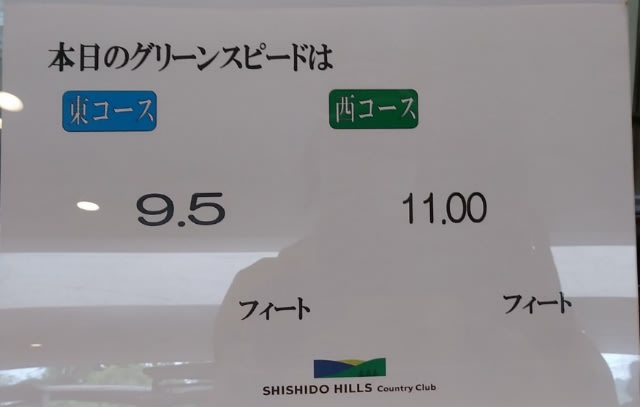 本日のグリーンスピードは
東コース 西コース
9.5 11.00
フィート フィート
SHISHIDO HILLS Country Club